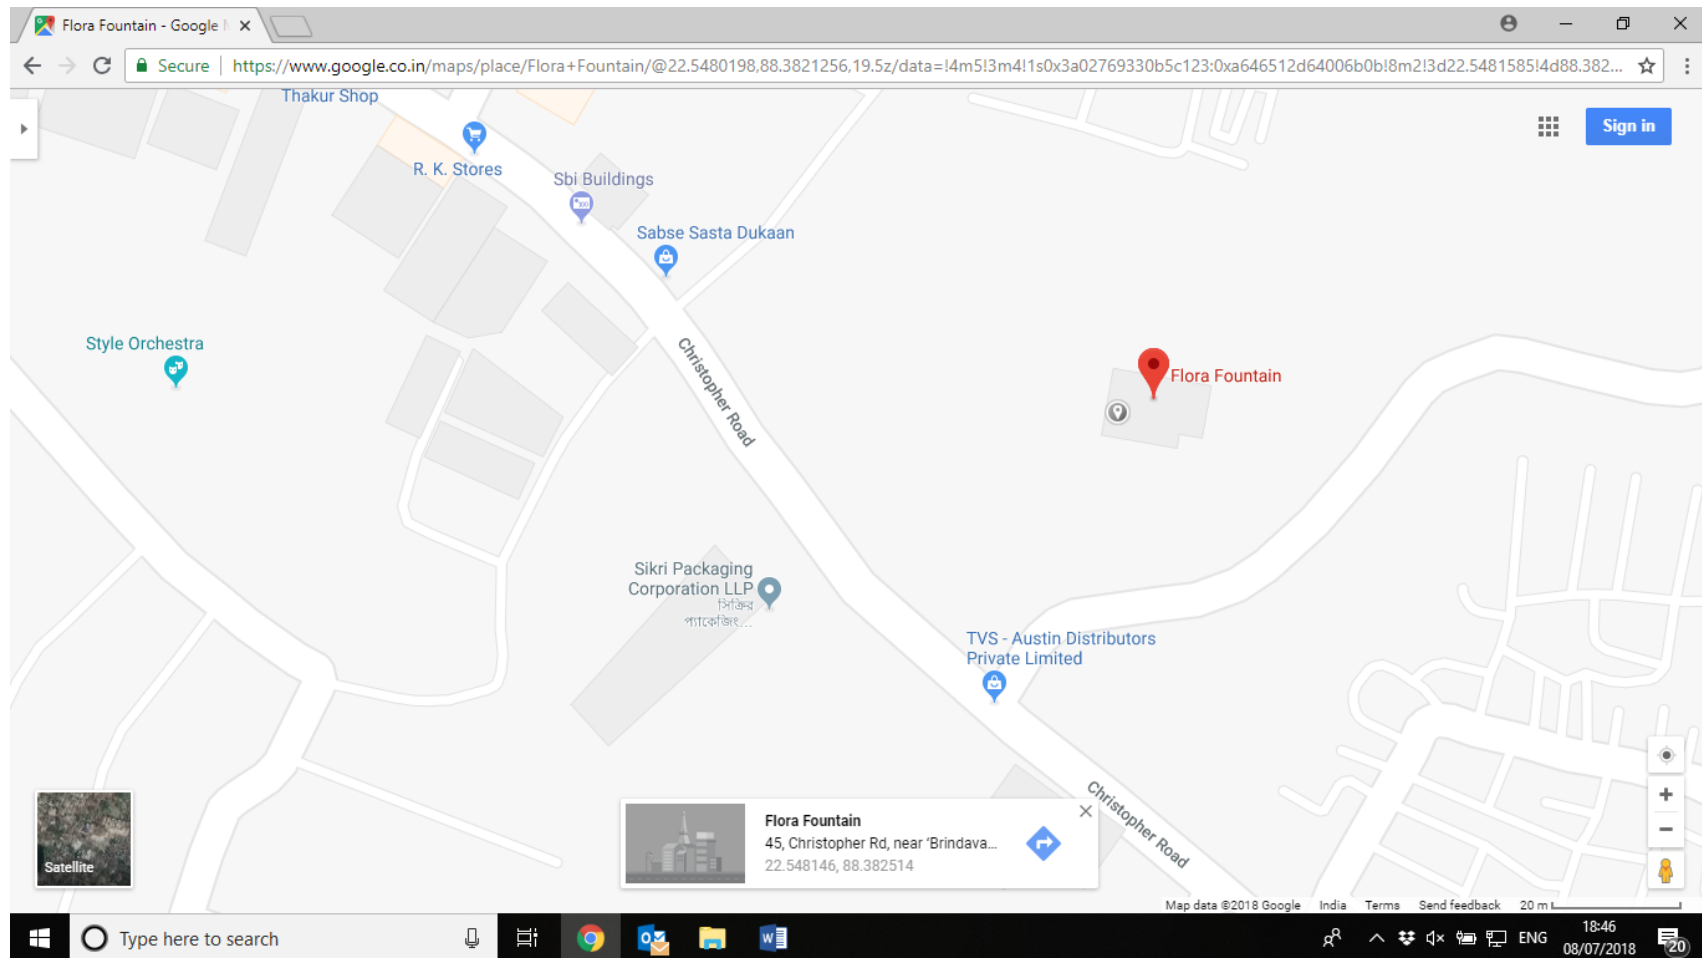 Flora Fountain - Google M
Secure
https://www.google.co.in/maps/place/Flora+Fountain/@22.5480198,88.3821256,19.5z/data=!4m5!3m4!1s0x3a02769330b5c123:0xa646512d64006b0b!8m2!3d22.5481585!4d88.382...
Thakur Shop
Sign in
R. K. Stores
Sbi Buildings
Sabse Sasta Dukaan
Style Orchestra
Christopher Road
Flora Fountain
Sikri Packaging
Corporation LLP
সিক্রির
প্যাকেজিং...
TVS - Austin Distributors
Private Limited
Christopher Road
Flora Fountain
45, Christopher Rd, near 'Brindava...
22.548146, 88.382514
Satellite
Map data ©2018 Google India Terms Send feedback 20 m
Type here to search
ENG
18:46
08/07/2018
20